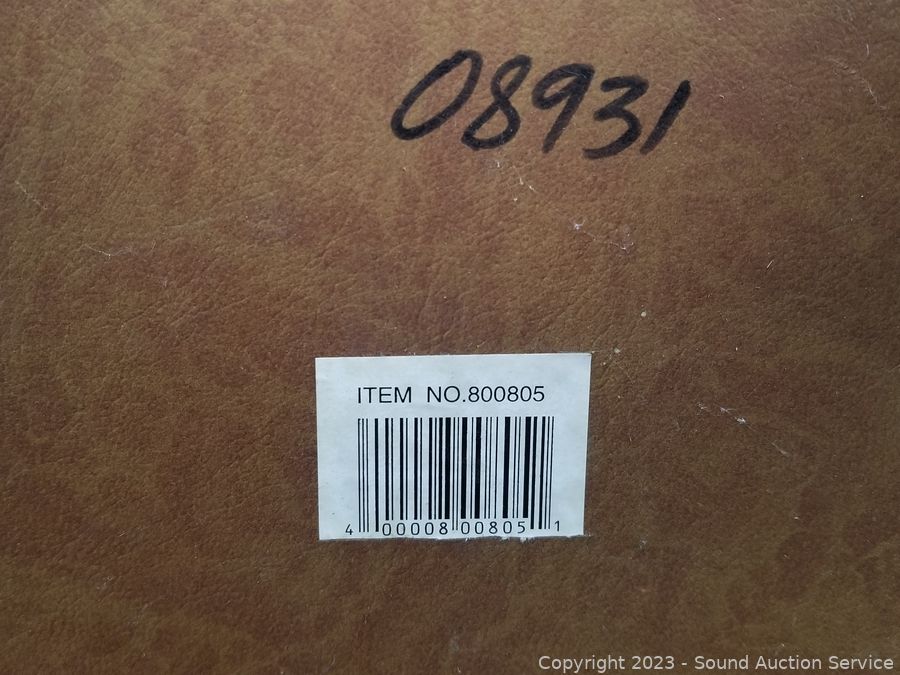 08931
ITEM NO.800805
4 00008 00805 1
Copyright 2023 - Sound Auction Service